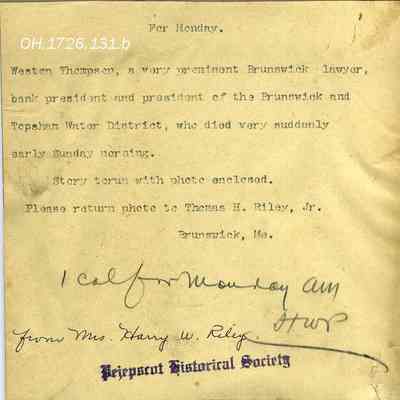 For Monday.
OH.1726.131.b
Weston Thompson, a very prominent Brunswick lawyer,
bank president and president of the Brunswick and
Topsham Water District, who died very suddenly
early Sunday morning.
Story torun with photo enclosed.
Please return photo to Thomas H. Riley, Jr.
Brunswick, Me.
1 col for Monday AM
HWP
from Mrs. Harry W. Riley.
Pejepscot Historical Society